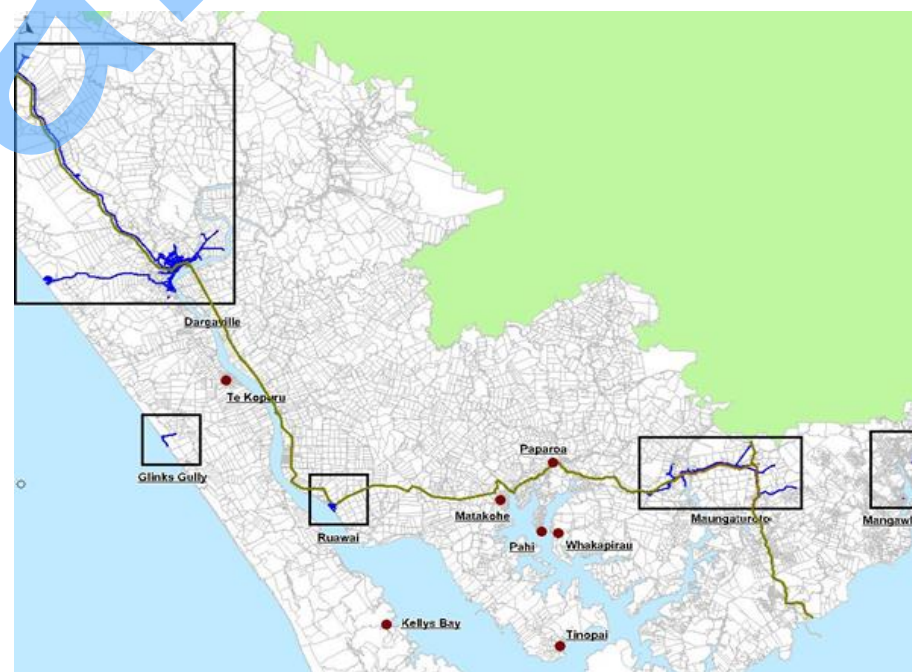 Dargaville
Te Kopuru
Glinks Gully
Paparoa
Matakohe
Maungaturoto
Ruawai
Pahi
Whakapirau
Kellys Bay
Tinopai